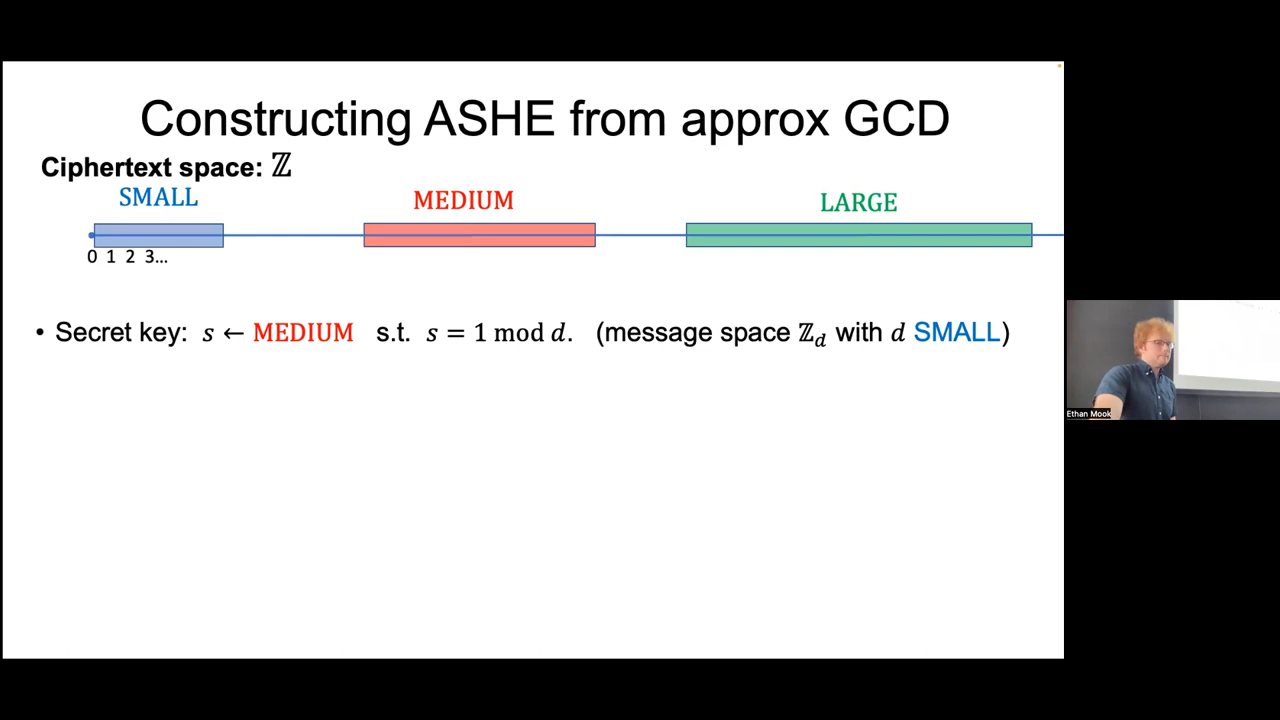 Constructing ASHE from approx GCD
Ciphertext space: ℤ
SMALL MEDIUM LARGE
0 1 2 3...
• Secret key: s ← MEDIUM s.t. s = 1 mod d. (message space ℤ_d with d SMALL)
Ethan Mook